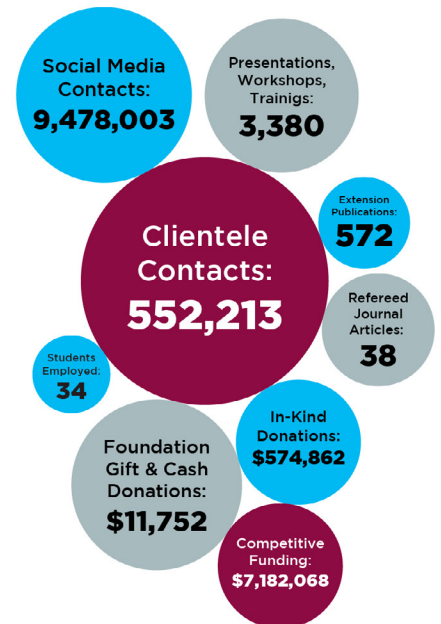 Social Media
Contacts:
9,478,003
Presentations,
Workshops,
Trainigs:
3,380
Clientele
Contacts:
552,213
Extension
Publications:
572
Refereed
Journal
Articles:
38
Students
Employed:
34
In-Kind
Donations:
$574,862
Foundation
Gift & Cash
Donations:
$11,752
Competitive
Funding:
$7,182,068